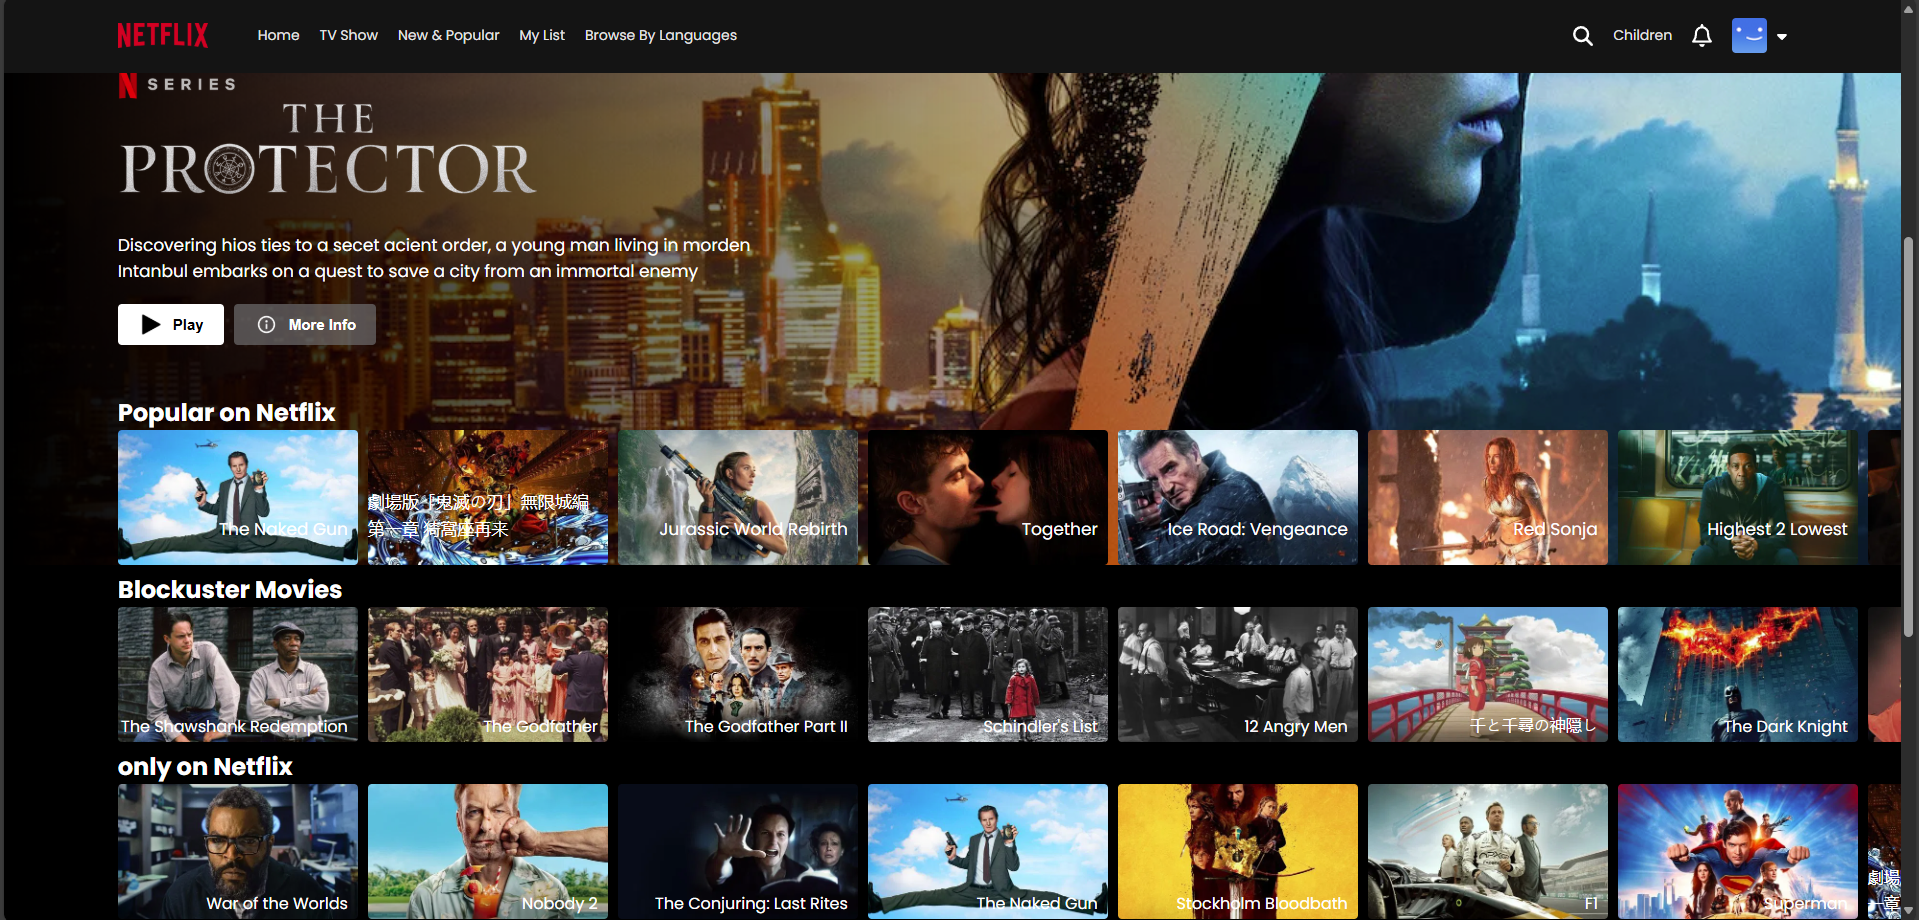 NETFLIX Home TV Show New & Popular My List Browse By Languages Children
N SERIES
THE
PROTECTOR
Discovering hios ties to a secet acient order, a young man living in morden
Intanbul embarks on a quest to save a city from an immortal enemy
Play More Info
Popular on Netflix
The Naked Gun
劇場版「鬼滅の刃」無限城編
第一章 猗窩座再来
Jurassic World Rebirth
Together
Ice Road: Vengeance
Red Sonja
Highest 2 Lowest
Blockuster Movies
The Shawshank Redemption
The Godfather
The Godfather Part II
Schindler's List
12 Angry Men
千と千尋の神隠し
The Dark Knight
only on Netflix
War of the Worlds
Nobody 2
The Conjuring: Last Rites
The Naked Gun
Stockholm Bloodbath
F1
Superman
劇場
一章